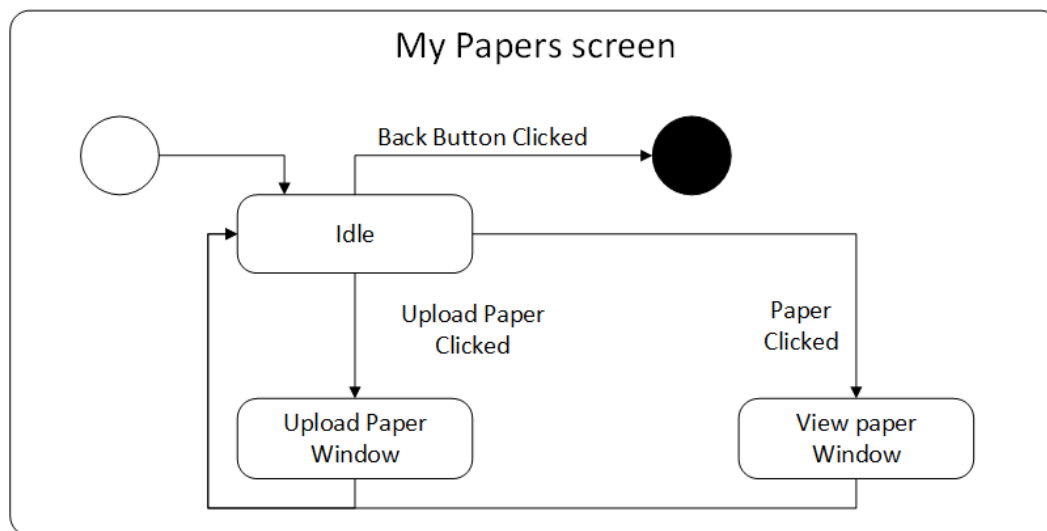 My Papers screen
Back Button Clicked
Idle
Upload Paper
Clicked
Paper
Clicked
Upload Paper
Window
View paper
Window